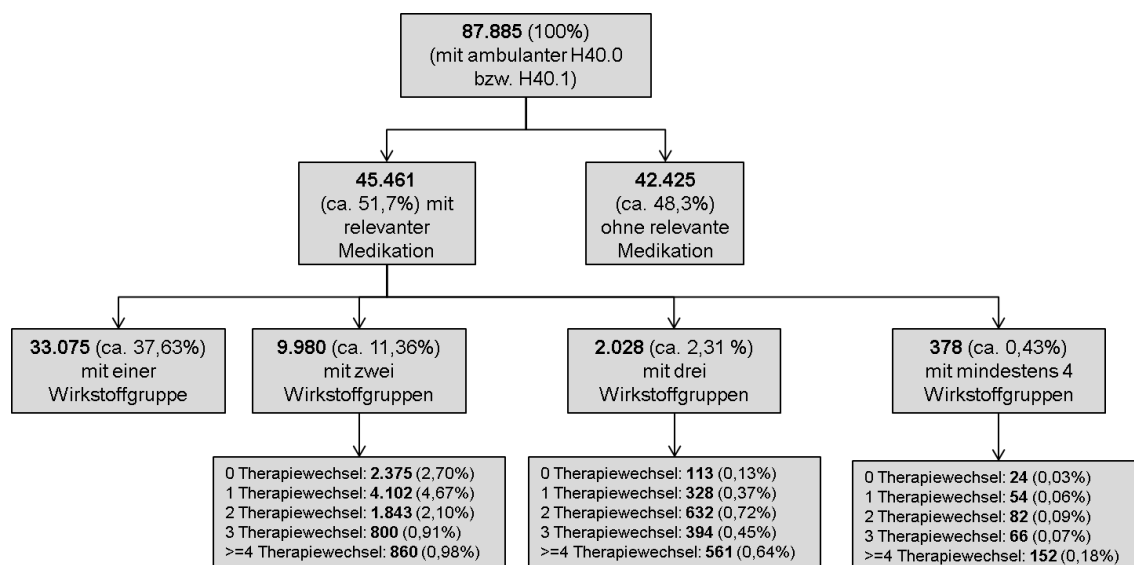 87.885 (100%)
(mit ambulanter H40.0
bzw. H40.1)
45.461
(ca. 51,7%) mit
relevanter
Medikation
42.425
(ca. 48,3%)
ohne relevante
Medikation
33.075 (ca. 37,63%)
mit einer
Wirkstoffgruppe
9.980 (ca. 11,36%)
mit zwei
Wirkstoffgruppen
2.028 (ca. 2,31 %)
mit drei
Wirkstoffgruppen
378 (ca. 0,43%)
mit mindestens 4
Wirkstoffgruppen
0 Therapiewechsel: 2.375 (2,70%)
1 Therapiewechsel: 4.102 (4,67%)
2 Therapiewechsel: 1.843 (2,10%)
3 Therapiewechsel: 800 (0,91%)
>=4 Therapiewechsel: 860 (0,98%)
0 Therapiewechsel: 113 (0,13%)
1 Therapiewechsel: 328 (0,37%)
2 Therapiewechsel: 632 (0,72%)
3 Therapiewechsel: 394 (0,45%)
>=4 Therapiewechsel: 561 (0,64%)
0 Therapiewechsel: 24 (0,03%)
1 Therapiewechsel: 54 (0,06%)
2 Therapiewechsel: 82 (0,09%)
3 Therapiewechsel: 66 (0,07%)
>=4 Therapiewechsel: 152 (0,18%)